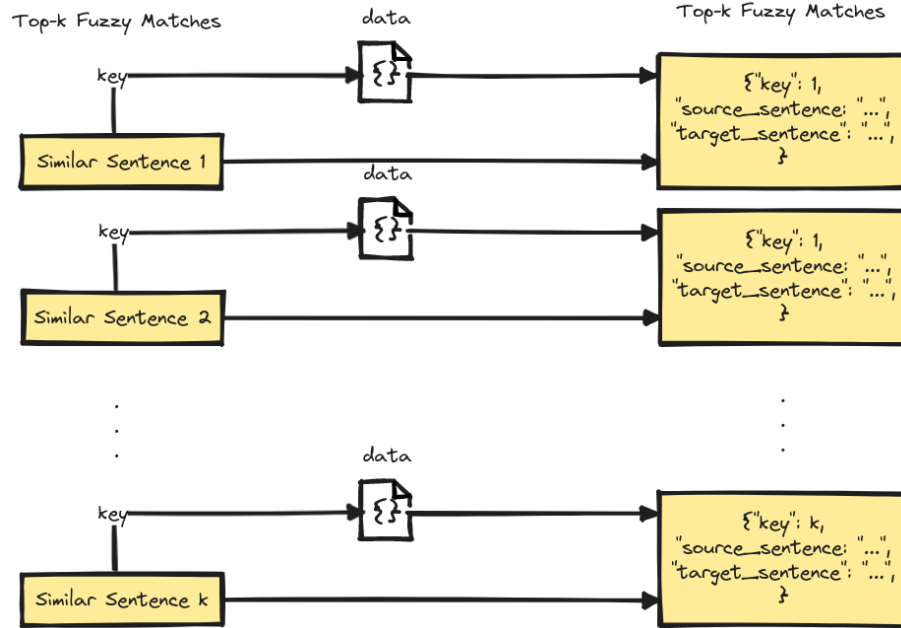 Top-k Fuzzy Matches
data
Top-k Fuzzy Matches
key
{}
{"key": 1,
"source_sentence: "...",
"target_sentence": "...",
}
Similar Sentence 1
data
key
{}
{"key": 1,
"source_sentence: "...",
"target_sentence": "...",
}
Similar Sentence 2
.
.
.
.
.
.
data
key
{}
{"key": k,
"source_sentence: "...",
"target_sentence": "...",
}
Similar Sentence k